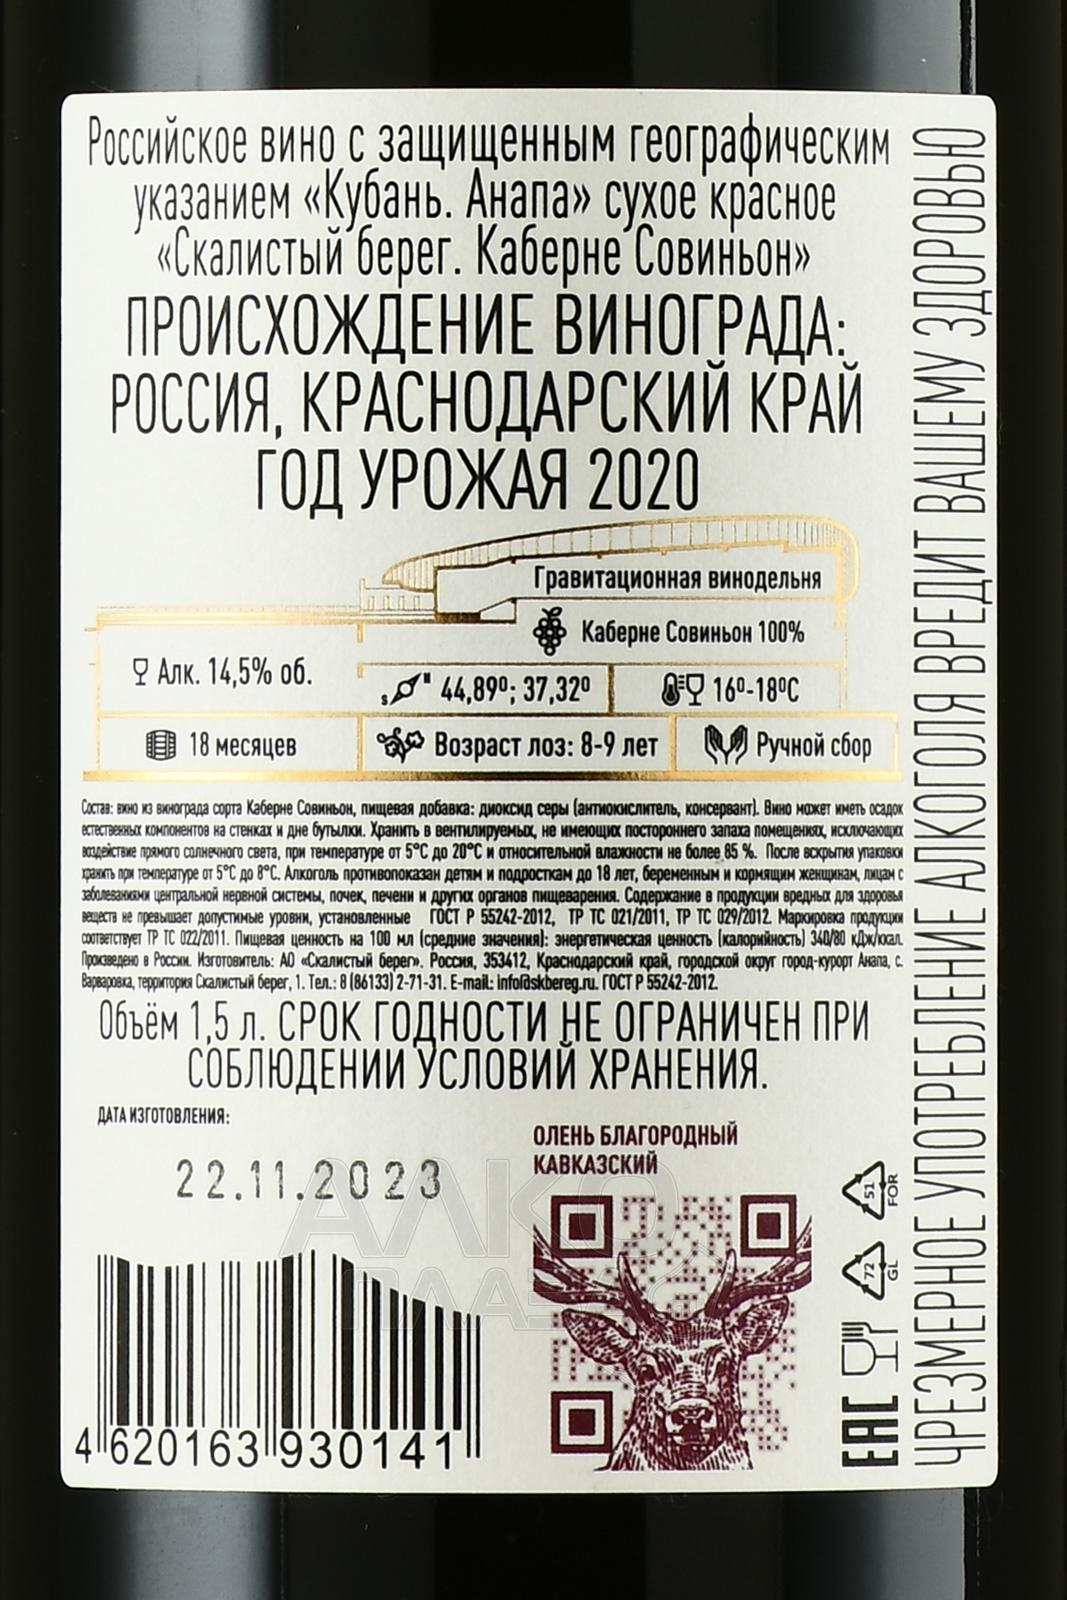 Российское вино с защищенным географическим
указанием «Кубань. Анапа» сухое красное
«Скалистый берег. Каберне Совиньон»
ПРОИСХОЖДЕНИЕ ВИНОГРАДА:
РОССИЯ, КРАСНОДАРСКИЙ КРАЙ
ГОД УРОЖАЯ 2020
Гравитационная винодельня
Каберне Совиньон 100%
Алк. 14,5% об.
S N 44,89º; 37,32º
16º-18ºC
18 месяцев
Возраст лоз: 8-9 лет
Ручной сбор
Состав: вино из винограда сорта Каберне Совиньон, пищевая добавка: диоксид серы (антиокислитель, консервант). Вино может иметь осадок
естественных компонентов на стенках и дне бутылки. Хранить в вентилируемых, не имеющих постороннего запаха помещениях, исключающих
воздействие прямого солнечного света, при температуре от 5°С до 20°С и относительной влажности не более 85 %. После вскрытия упаковки
хранить при температуре от 5°С до 8°С. Алкоголь противопоказан детям и подросткам до 18 лет, беременным и кормящим женщинам, лицам с
заболеваниями центральной нервной системы, почек, печени и других органов пищеварения. Содержание в продукции вредных для здоровья
веществ не превышает допустимые уровни, установленные ГОСТ Р 55242-2012, ТР ТС 021/2011, ТР ТС 029/2012. Маркировка продукции
соответствует ТР ТС 022/2011. Пищевая ценность на 100 мл (средние значения): энергетическая ценность (калорийность) 340/80 кДж/ккал.
Произведено в России. Изготовитель: АО «Скалистый берег». Россия, 353412, Краснодарский край, городской округ город-курорт Анапа, с.
Варваровка, территория Скалистый берег, 1. Тел.: 8 (86133) 2-71-31. E-mail: info@skbereg.ru. ГОСТ Р 55242-2012.
Объём 1,5 л. СРОК ГОДНОСТИ НЕ ОГРАНИЧЕН ПРИ
СОБЛЮДЕНИИ УСЛОВИЙ ХРАНЕНИЯ.
ДАТА ИЗГОТОВЛЕНИЯ:
22.11.2023
ОЛЕНЬ БЛАГОРОДНЫЙ
КАВКАЗСКИЙ
АЛКО
ПЛАЗА
4 620163 930141
51
FOR
72
GL
EAC
ЧРЕЗМЕРНОЕ УПОТРЕБЛЕНИЕ АЛКОГОЛЯ ВРЕДИТ ВАШЕМУ ЗДОРОВЬЮ